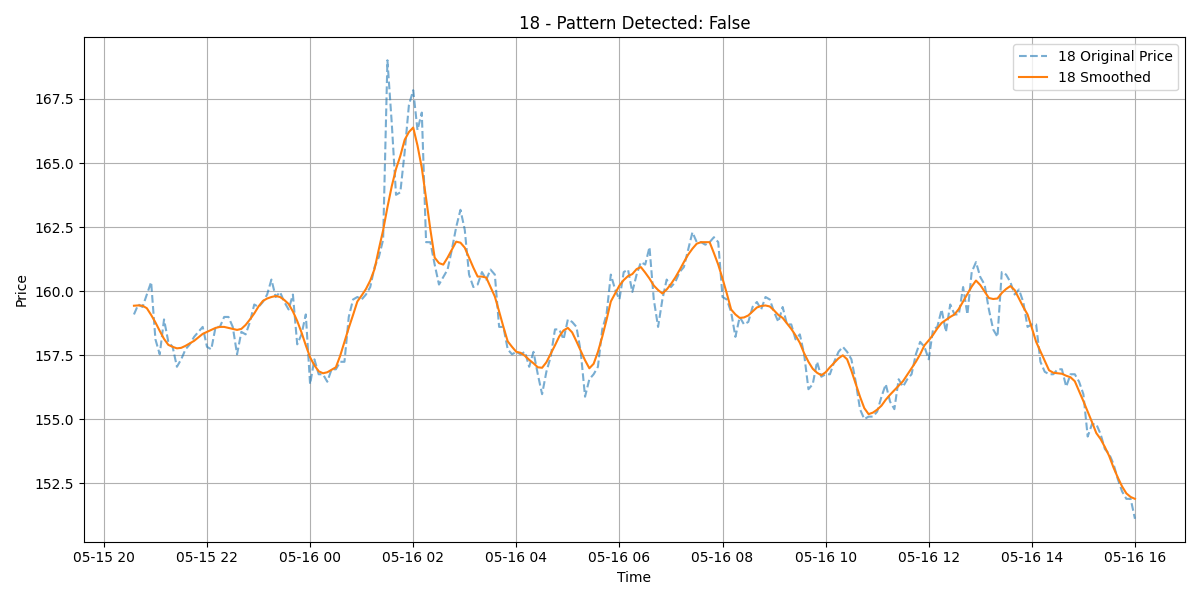 18 - Pattern Detected: False
18 Original Price
18 Smoothed
Price
167.5
165.0
162.5
160.0
157.5
155.0
152.5
05-15 20 05-15 22 05-16 00 05-16 02 05-16 04 05-16 06 05-16 08 05-16 10 05-16 12 05-16 14 05-16 16
Time